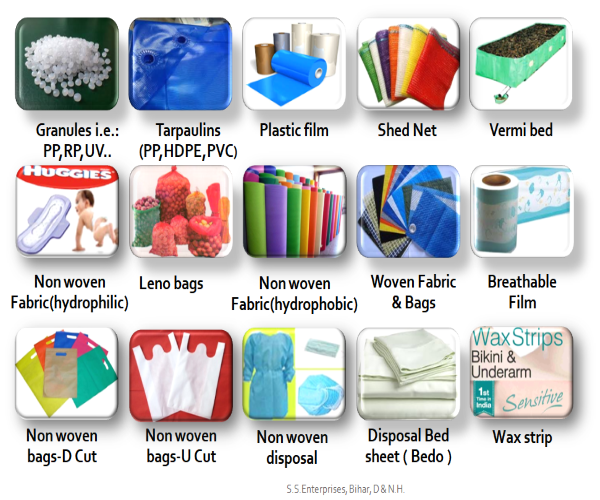 Granules i.e.:
PP,RP,UV..
Tarpaulins
(PP,HDPE,PVC)
Plastic film
Shed Net
Vermi bed
HUGGIES
Non woven
Fabric(hydrophilic)
Leno bags
Non woven
Fabric(hydrophobic)
Woven Fabric
& Bags
Breathable
Film
WaxStrips
Bikini &
Underarm
1st
Time in
India
Sensitive
Non woven
bags-D Cut
Non woven
bags-U Cut
Non woven
disposal
Disposal Bed
sheet ( Bedo )
Wax strip
S.S.Enterprises, Bihar, D & N.H.